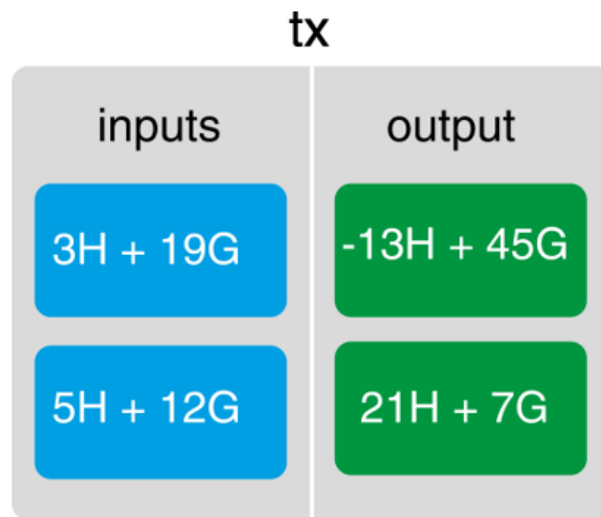 tx
inputs
output
3H + 19G
-13H + 45G
5H + 12G
21H + 7G